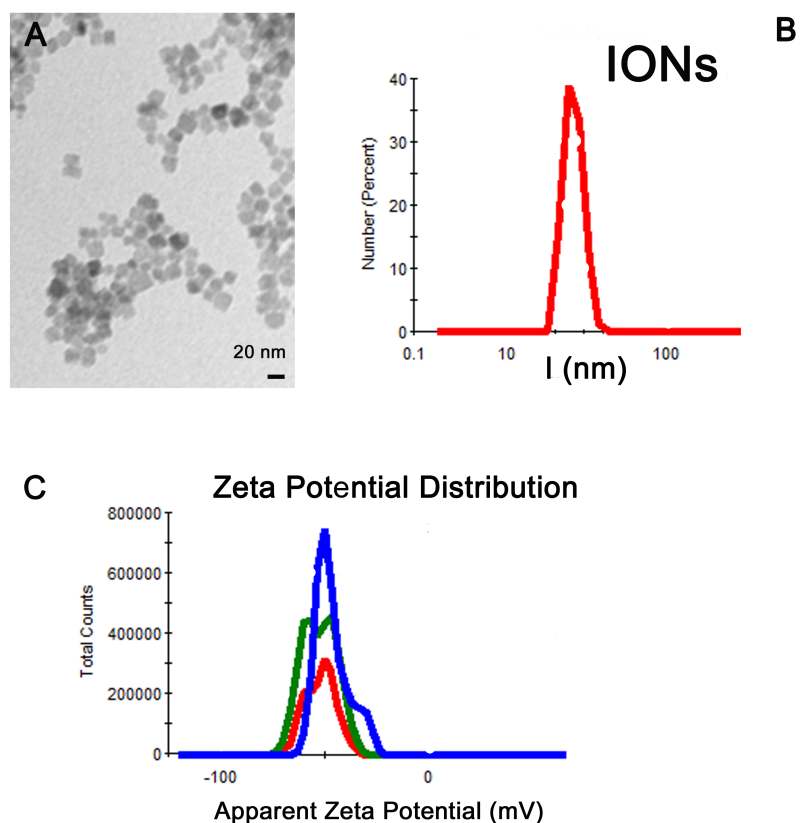 A
20 nm
B
IONs
Number (Percent)
40
30
20
10
0
0.1
10
100
I (nm)
C
Zeta Potential Distribution
Total Counts
800000
600000
400000
200000
0
-100
0
Apparent Zeta Potential (mV)